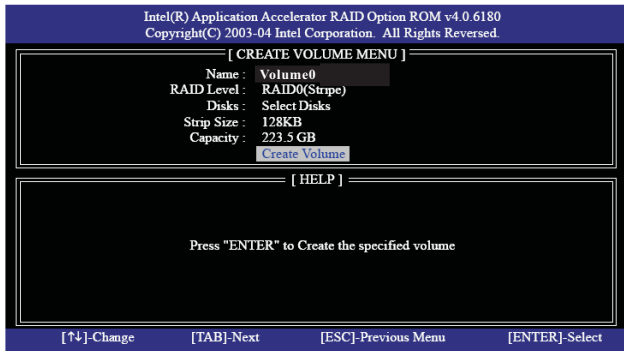 Intel(R) Application Accelerator RAID Option ROM v4.0.6180
Copyright(C) 2003-04 Intel Corporation. All Rights Reversed.
[ CREATE VOLUME MENU ]
Name : Volume0
RAID Level : RAID0(Stripe)
Disks : Select Disks
Strip Size : 128KB
Capacity : 223.5 GB
Create Volume
[ HELP ]
Press "ENTER" to Create the specified volume
[↑↓]-Change [TAB]-Next [ESC]-Previous Menu [ENTER]-Select